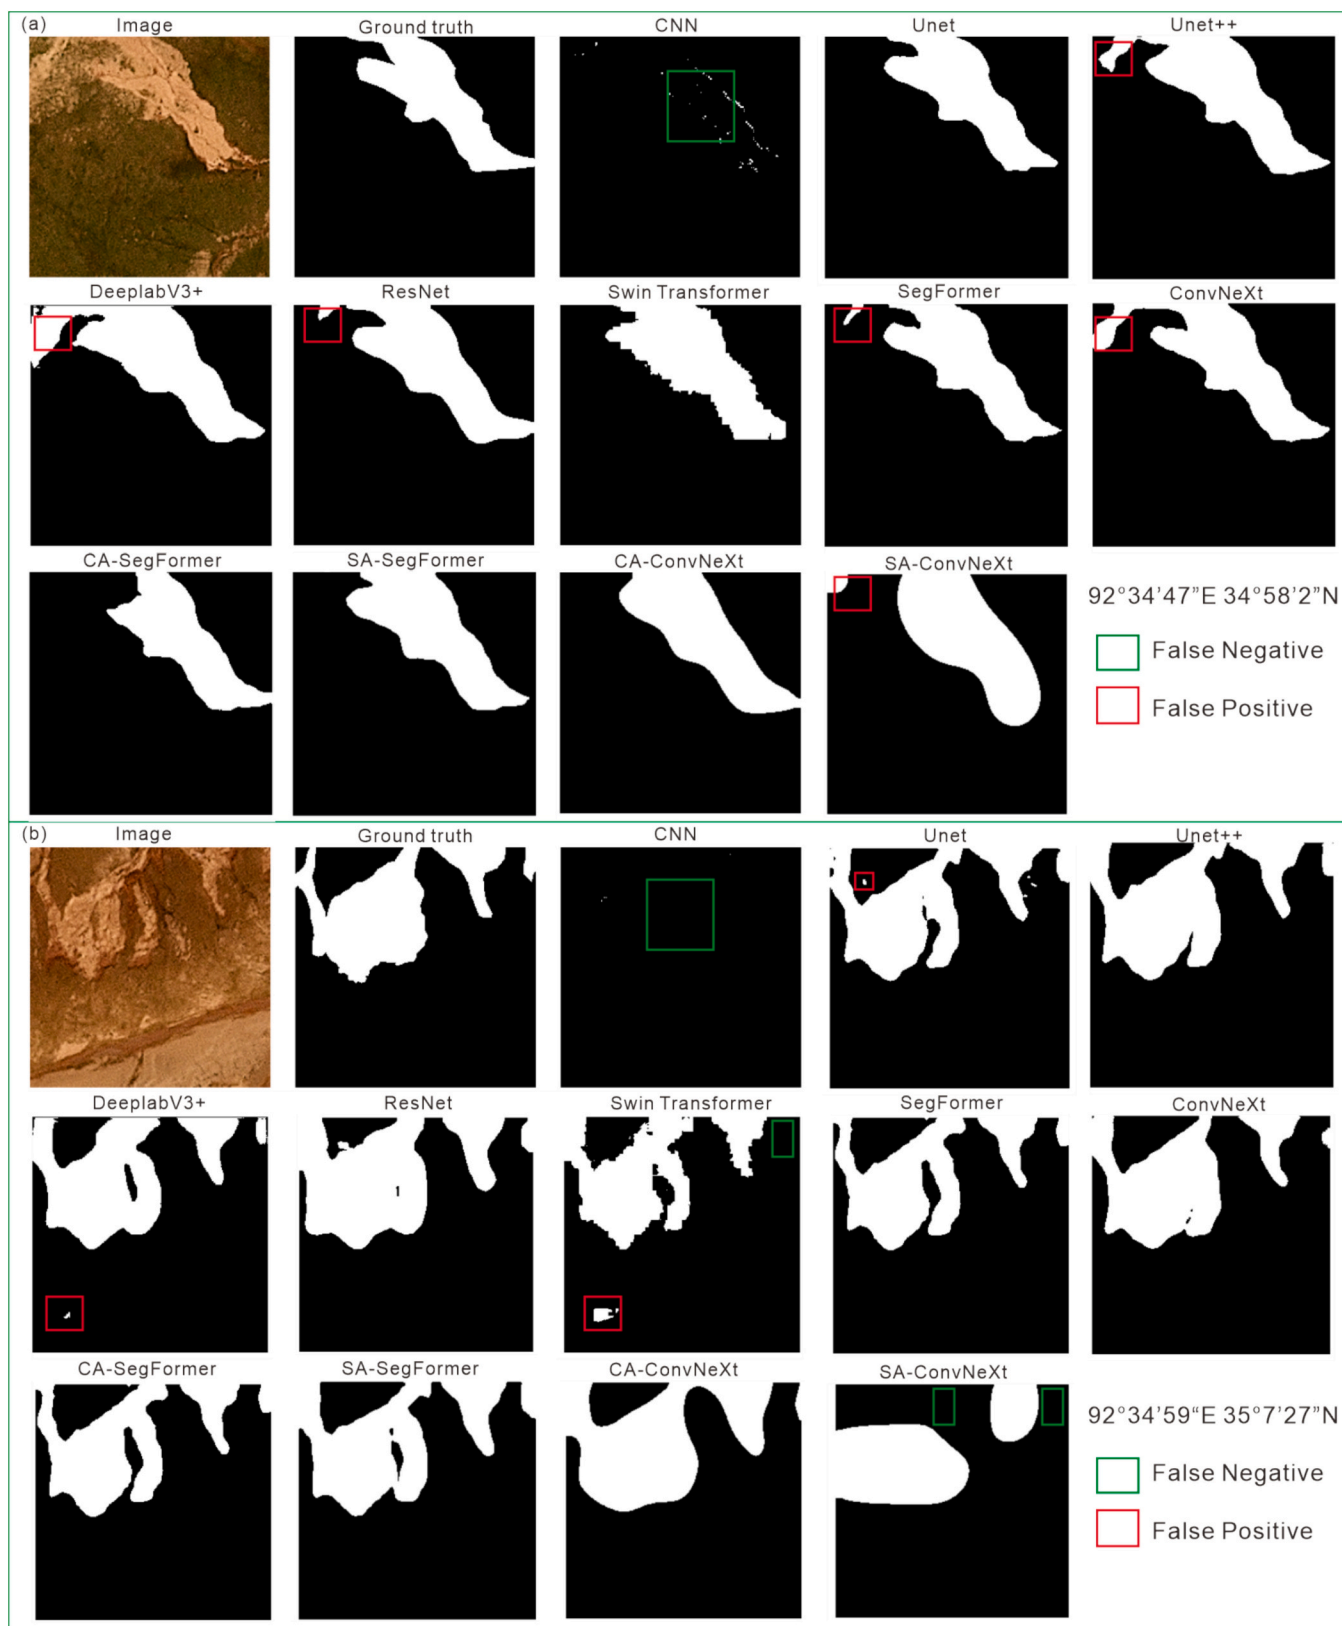 (a)
Image
Ground truth
CNN
Unet
Unet++
DeeplabV3+
ResNet
Swin Transformer
SegFormer
ConvNeXt
CA-SegFormer
SA-SegFormer
CA-ConvNeXt
SA-ConvNeXt
92°34'47”E 34°58'2”N
False Negative
False Positive
(b)
Image
Ground truth
CNN
Unet
Unet++
DeeplabV3+
ResNet
Swin Transformer
SegFormer
ConvNeXt
CA-SegFormer
SA-SegFormer
CA-ConvNeXt
SA-ConvNeXt
92°34'59“E 35°7'27”N
False Negative
False Positive